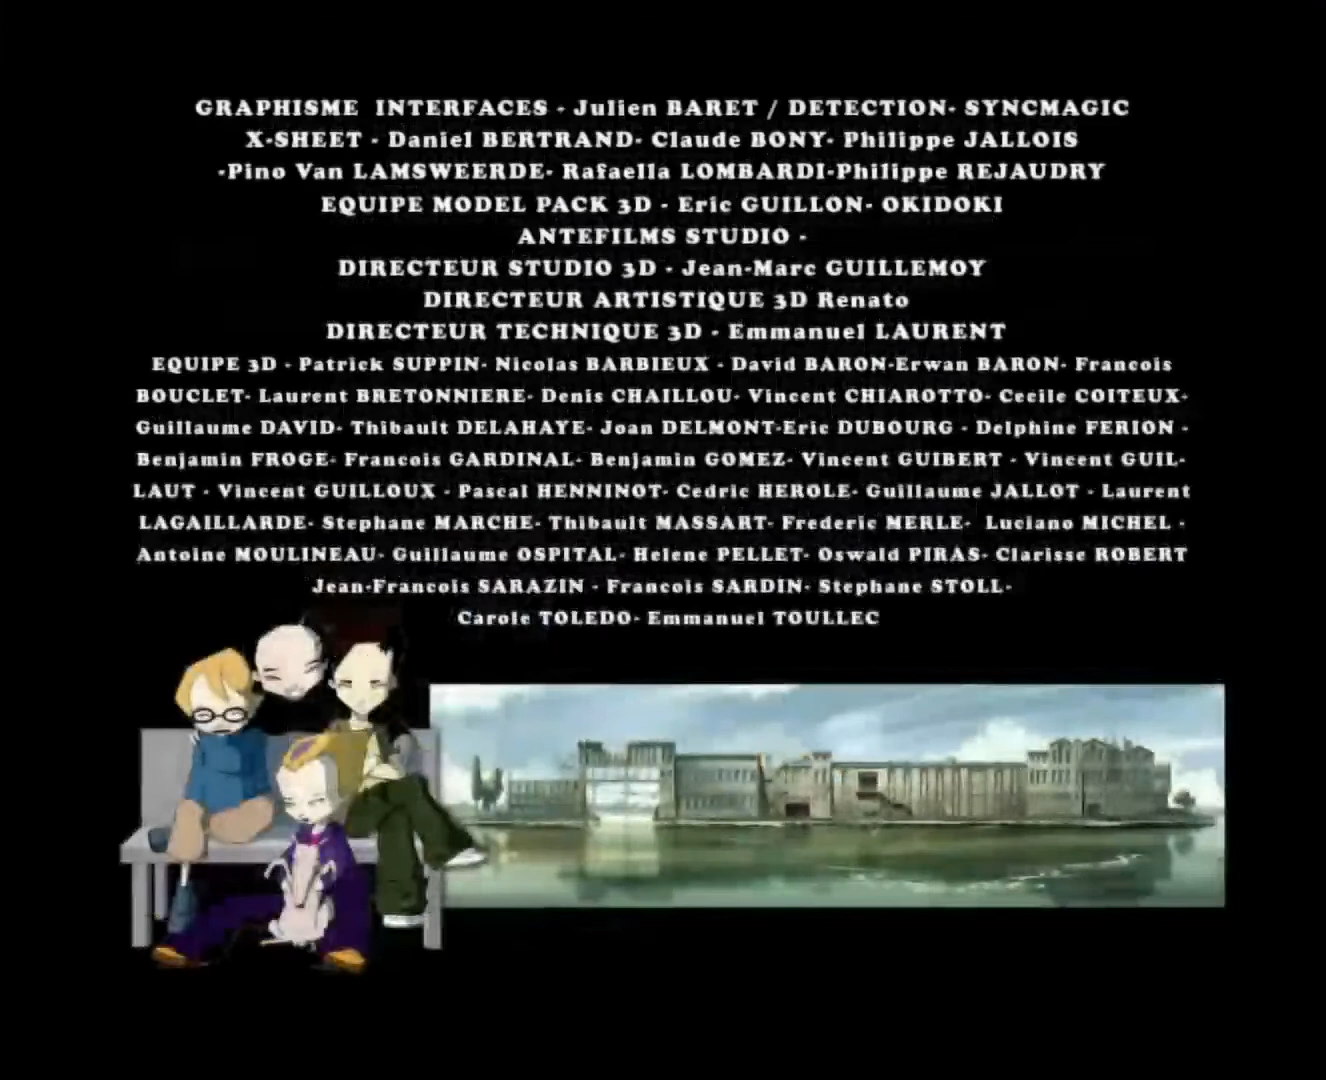 GRAPHISME INTERFACES - Julien BARET / DETECTION- SYNCMAGIC
X-SHEET - Daniel BERTRAND- Claude BONY- Philippe JALLOIS
-Pino Van LAMSWEERDE- Rafaella LOMBARDI-Philippe REJAUDRY
EQUIPE MODEL PACK 3D - Eric GUILLON- OKIDOKI
ANTEFILMS STUDIO -
DIRECTEUR STUDIO 3D - Jean-Marc GUILLEMOY
DIRECTEUR ARTISTIQUE 3D Renato
DIRECTEUR TECHNIQUE 3D - Emmanuel LAURENT
EQUIPE 3D - Patrick SUPPIN- Nicolas BARBIEUX - David BARON-Erwan BARON- Francois
BOUCLET- Laurent BRETONNIERE- Denis CHAILLOU- Vincent CHIAROTTO- Cecile COITEUX-
Guillaume DAVID- Thibault DELAHAYE- Joan DELMONT-Eric DUBOURG - Delphine FERION -
Benjamin FROGE- Francois GARDINAL- Benjamin GOMEZ- Vincent GUIBERT - Vincent GUIL-
LAUT - Vincent GUILLOUX - Pascal HENNINOT- Cedric HEROLE- Guillaume JALLOT - Laurent
LAGAILLARDE- Stephane MARCHE- Thibault MASSART- Frederic MERLE- Luciano MICHEL -
Antoine MOULINEAU- Guillaume OSPITAL- Helene PELLET- Oswald PIRAS- Clarisse ROBERT
Jean-Francois SARAZIN - Francois SARDIN- Stephane STOLL-
Carole TOLEDO- Emmanuel TOULLEC